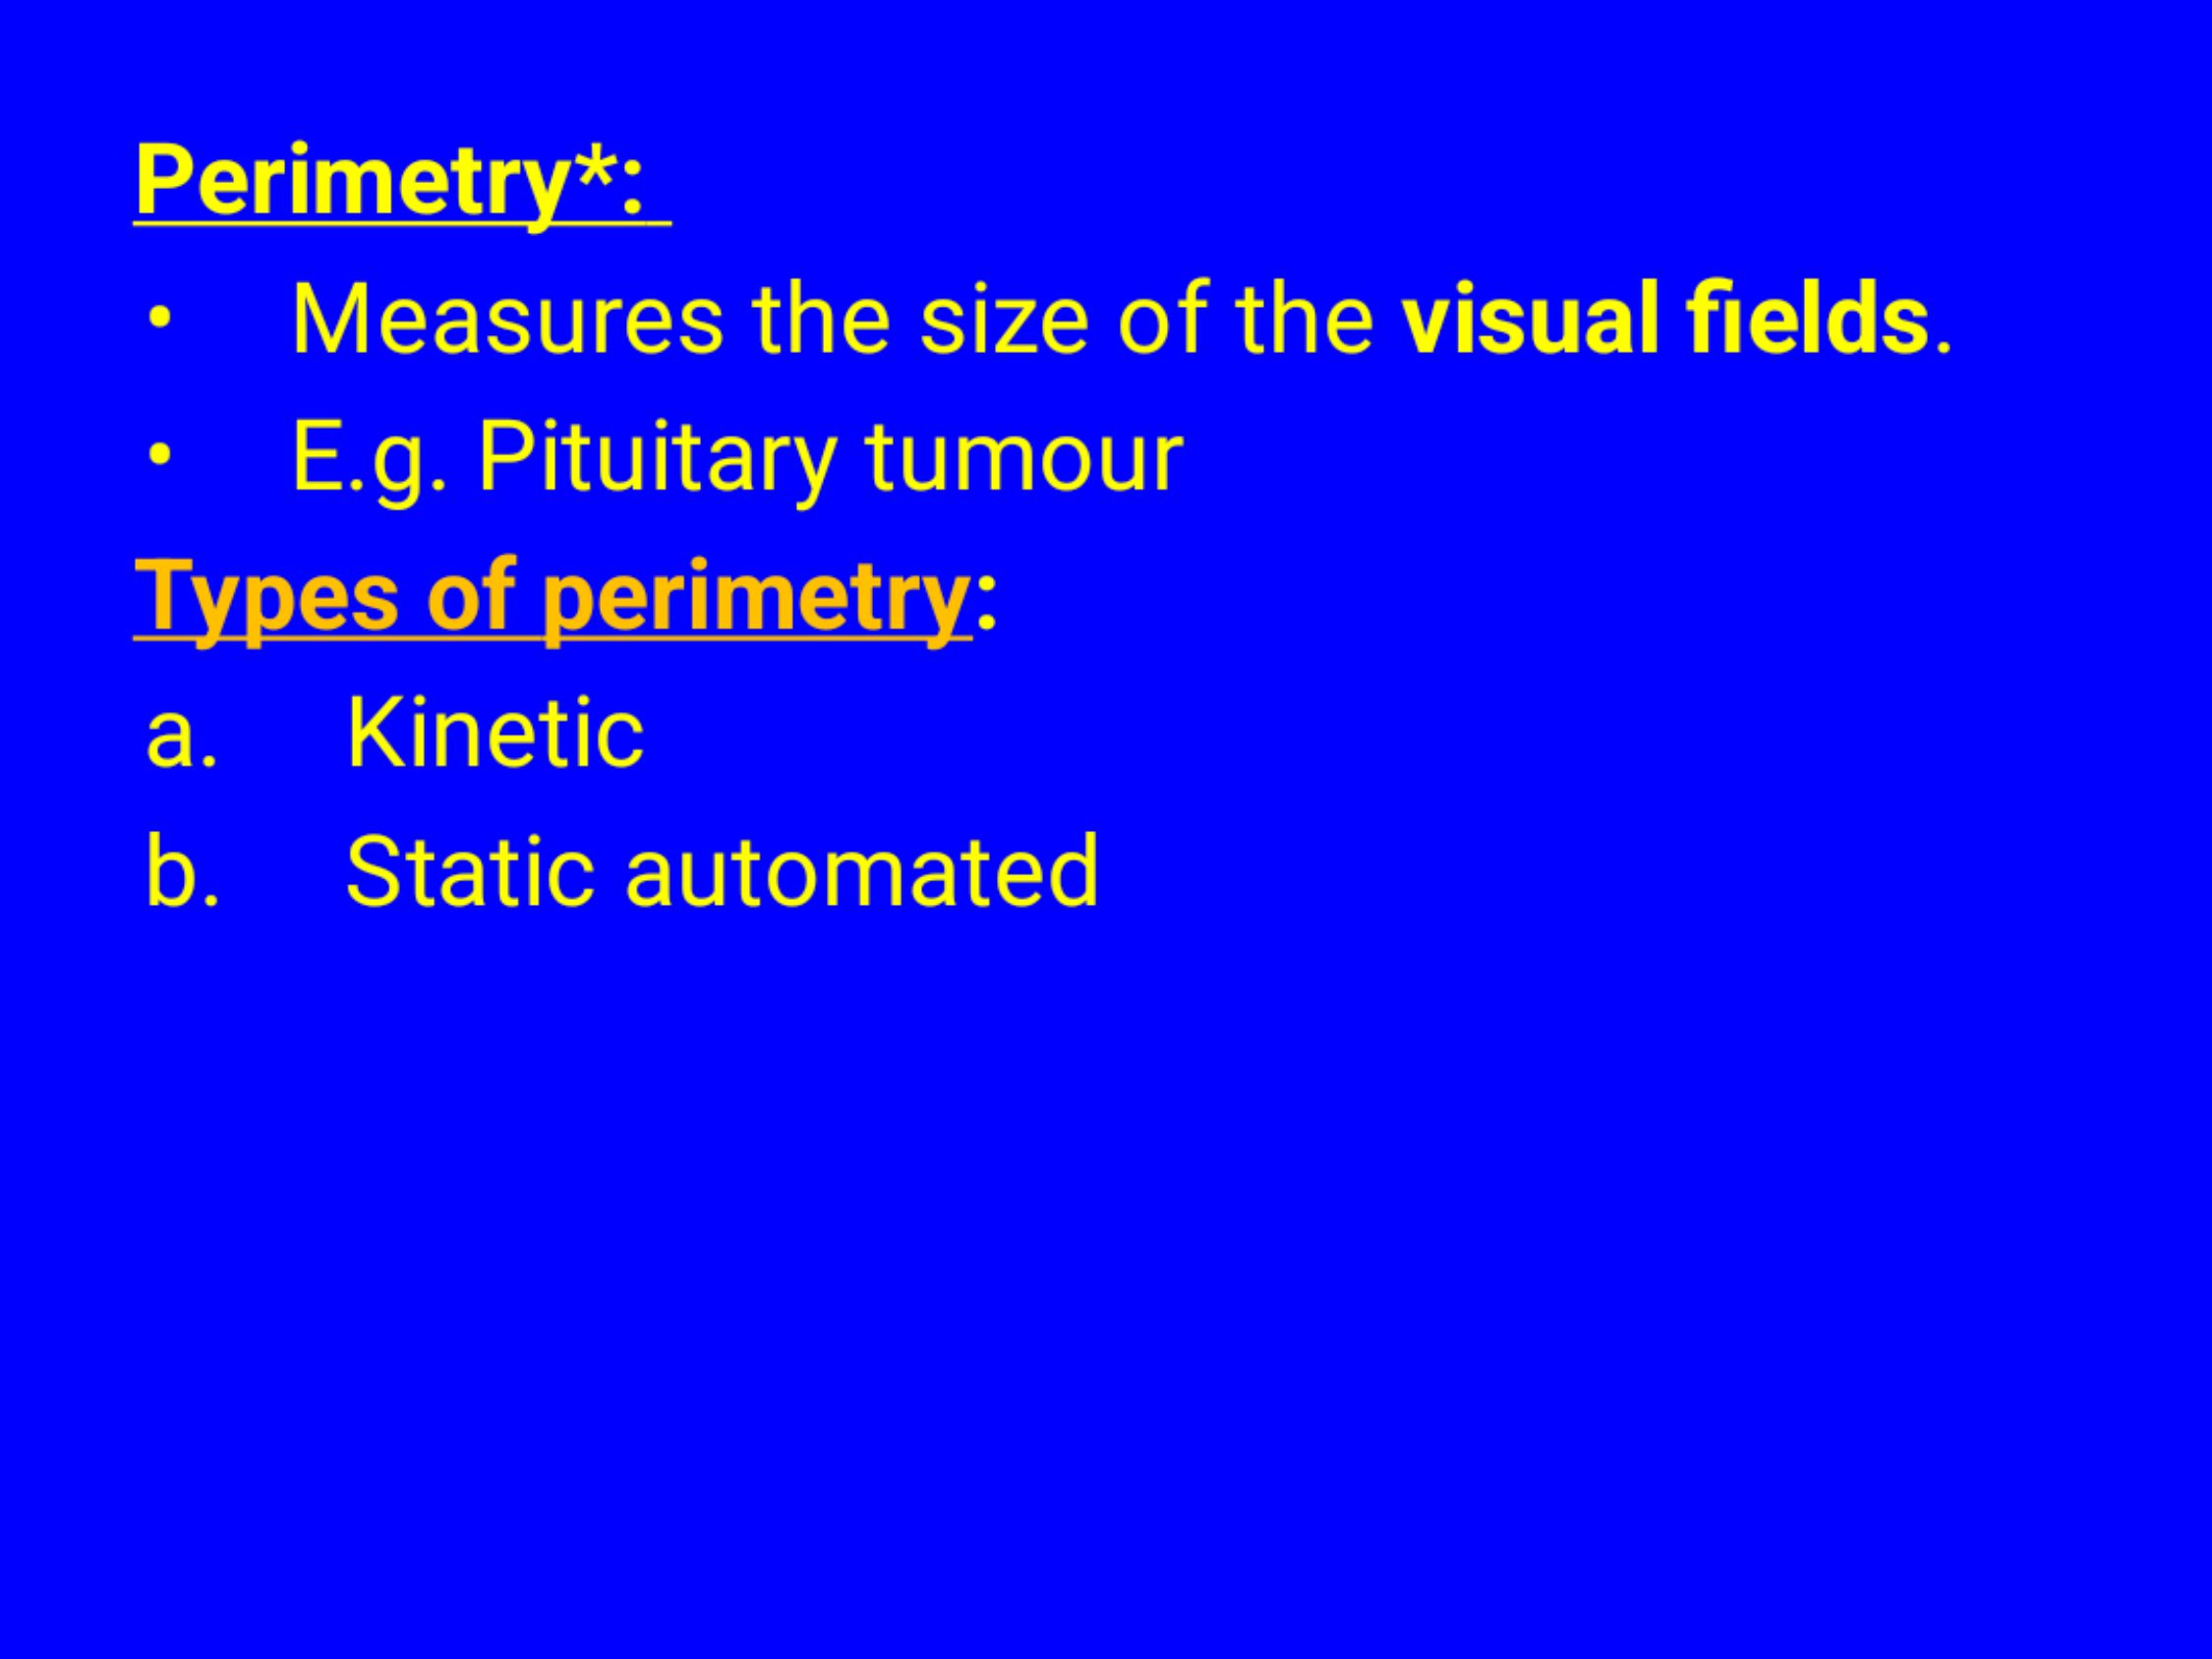 Perimetry*:
• Measures the size of the visual fields.
• E.g. Pituitary tumour
Types of perimetry:
a. Kinetic
b. Static automated